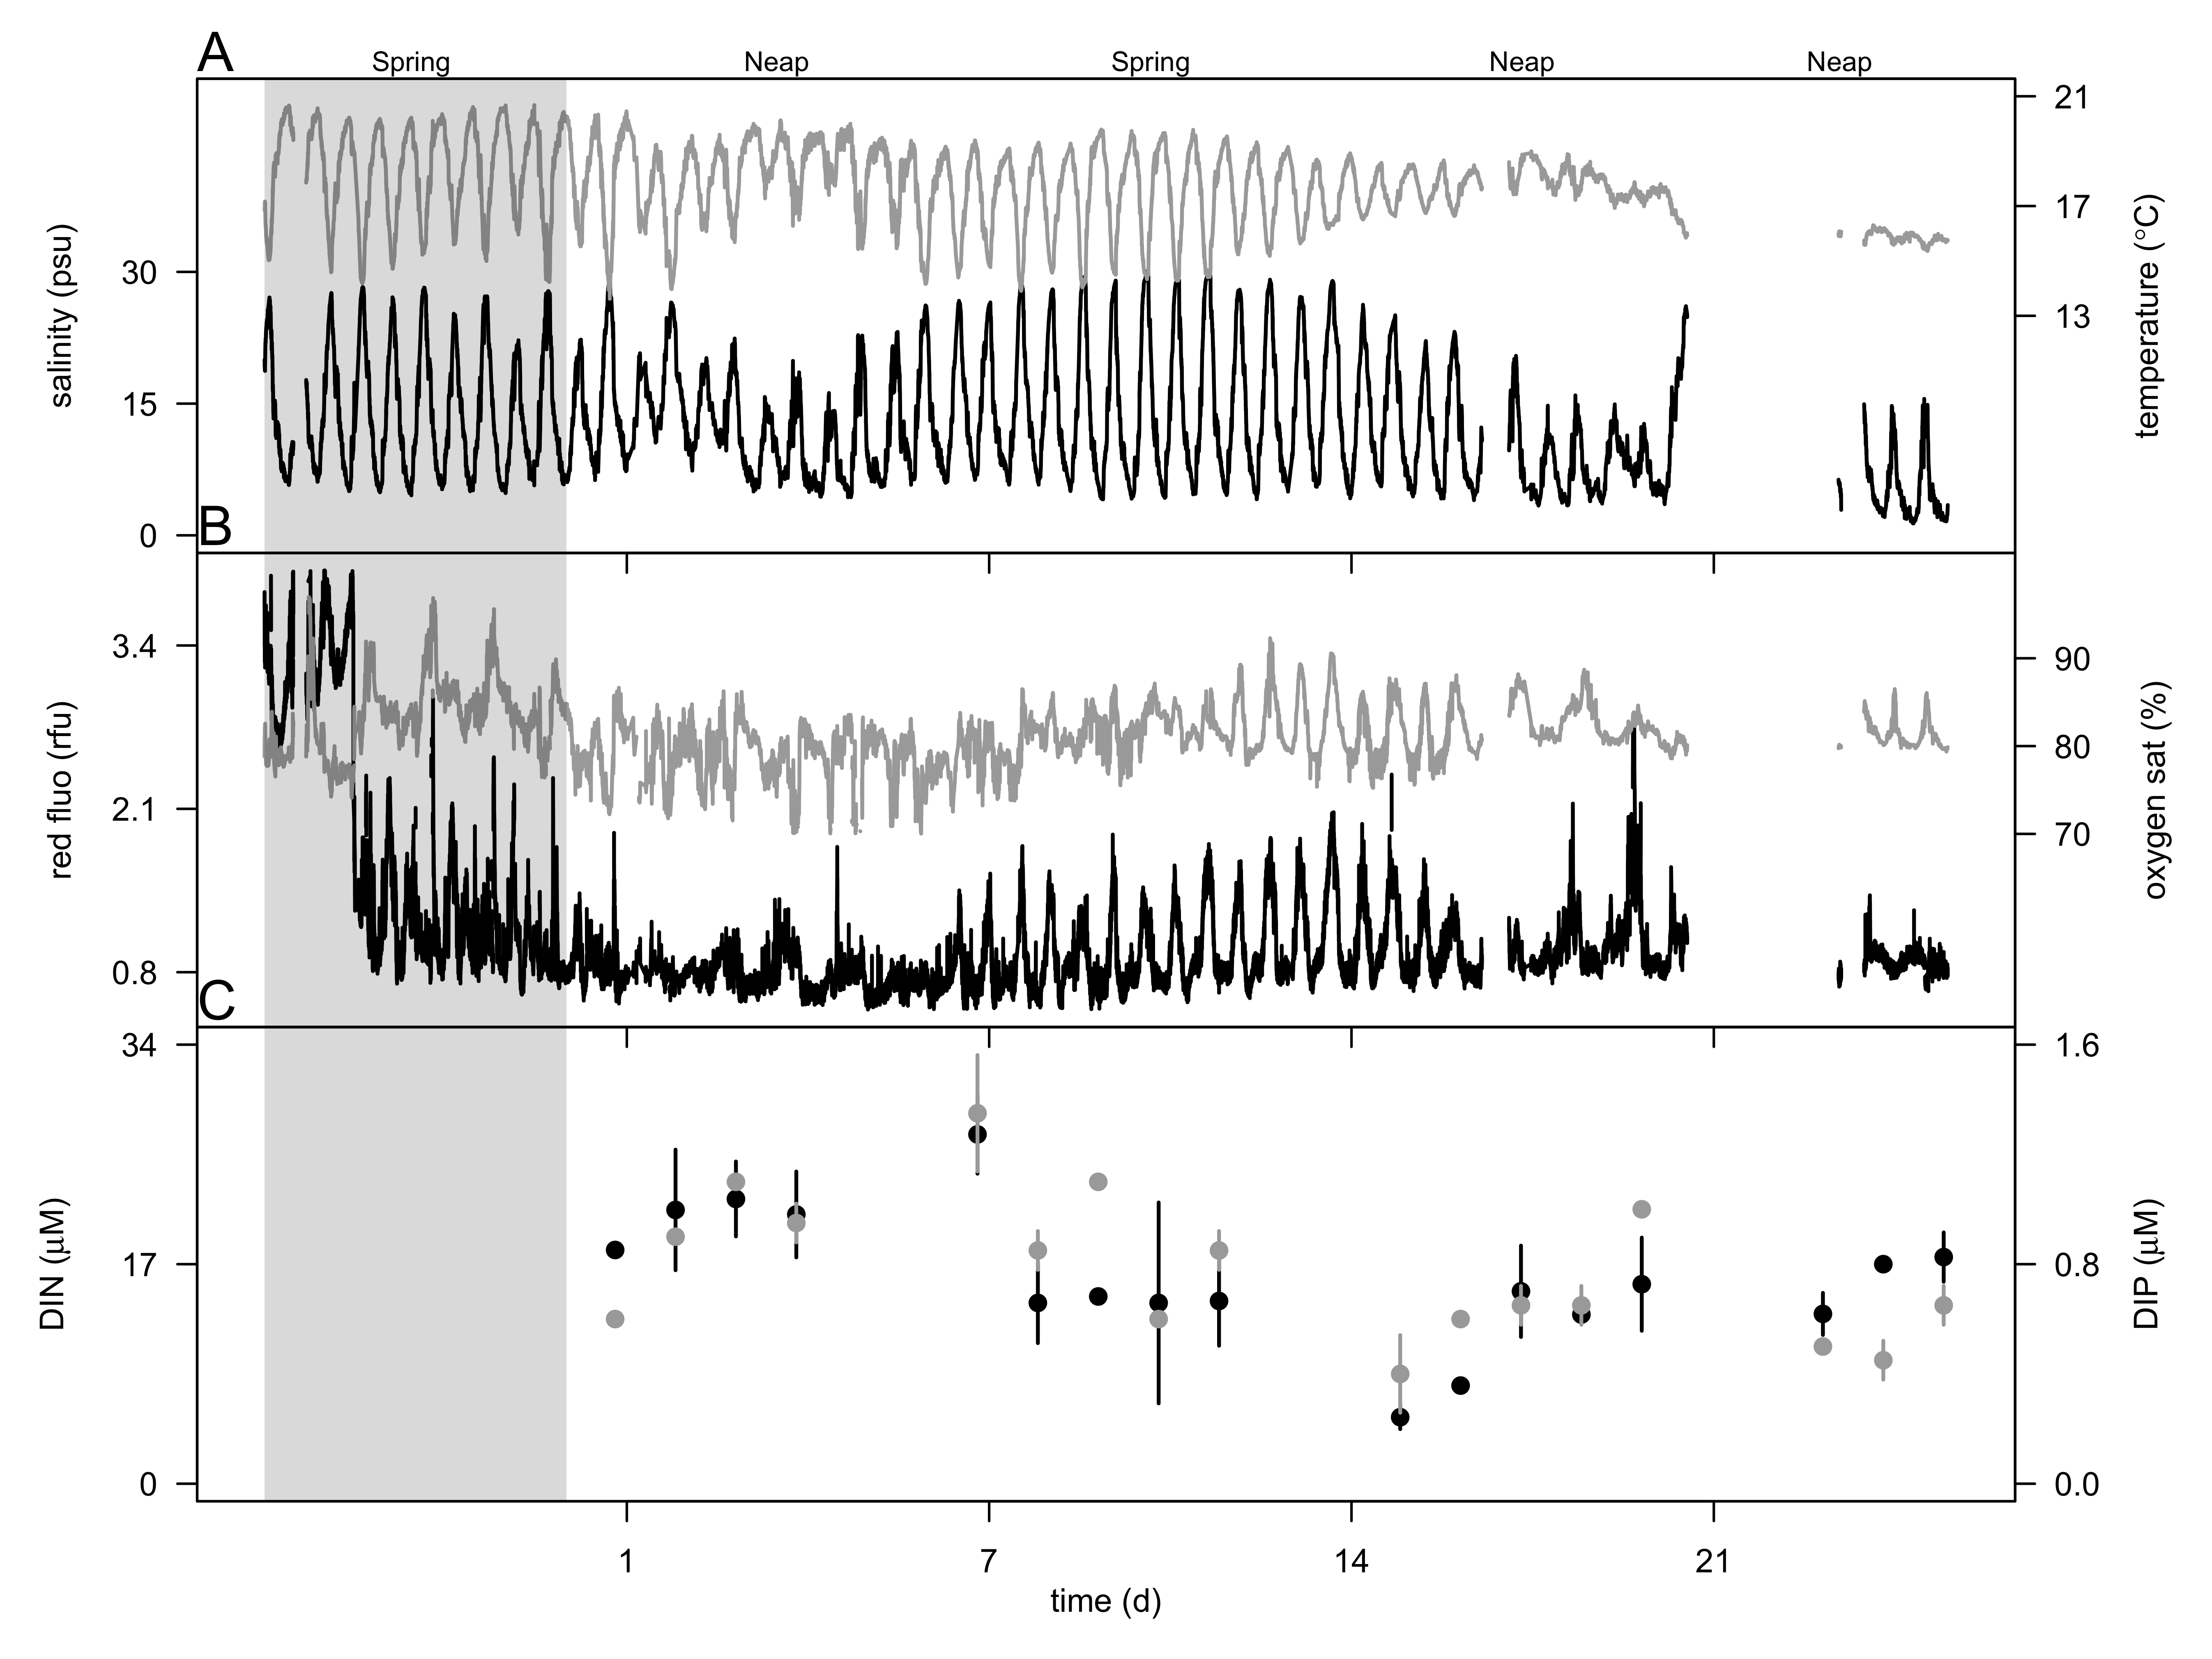 A
Spring Neap Spring Neap Neap
salinity (psu)
30
15
0
21
17
13
temperature (°C)
B
red fluo (rfu)
3.4
2.1
0.8
90
80
70
oxygen sat (%)
C
DIN (μM)
34
17
0
1.6
0.8
0.0
DIP (μM)
1 7 14 21
time (d)